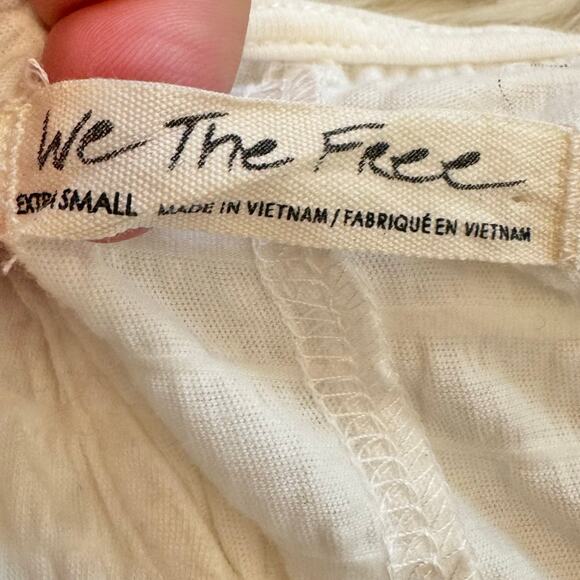 We The Free
EXTRA SMALL MADE IN VIETNAM / FABRIQUÉ EN VIETNAM